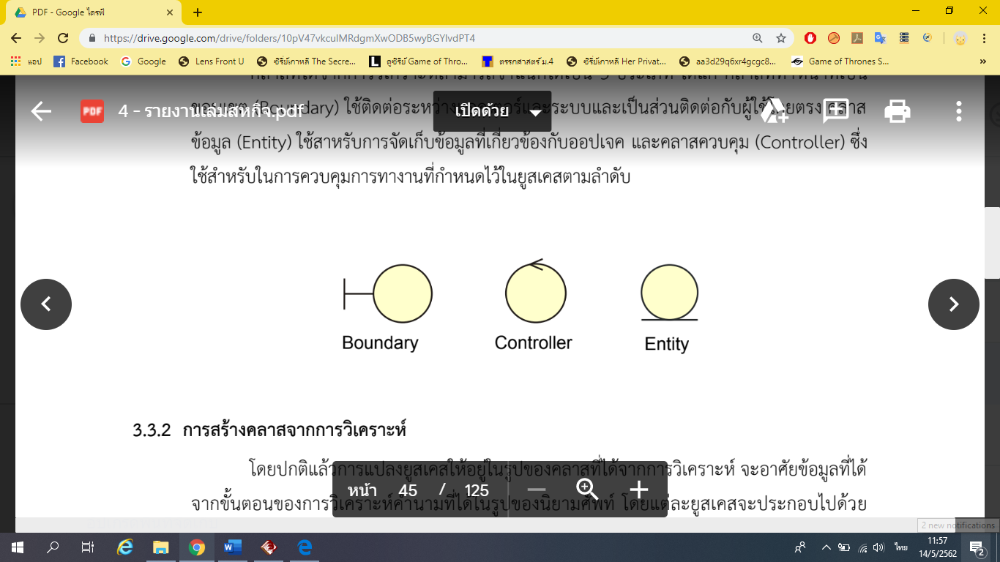 PDF - Google ไดรฟ์
https://drive.google.com/drive/folders/10pV47vkculMRdgmXwODB5wyBGYlvdPT4
แอป Facebook Google Lens Front U ซีรี่ย์เกาหลี The Secre... ดูซีรีย์ Game of Thro... ตรรกศาสตร์ ม.4 ซีรี่ย์เกาหลี Her Privat... aa3d29q6xr4gcgc8... Game of Thrones S... »
PDF 4 - รายงานเล่มสหกิจ.pdf เปิดด้วย
(Boundary) ใช้ติดต่อระหว่าง และระบบและเป็นส่วนติดต่อกับผู้ใช้โดยตรง คลาส
ข้อมูล (Entity) ใช้สาหรับการจัดเก็บข้อมูลที่เกี่ยวข้องกับออปเจค และคลาสควบคุม (Controller) ซึ่ง
ใช้สำหรับในการควบคุมการทางานที่กำหนดไว้ในยูสเคสตามลำดับ
Boundary Controller Entity
3.3.2 การสร้างคลาสจากการวิเคราะห์
โดยปกติแล้วการแปลงยูสเคสให้อยู่ในรูปของคลาสที่ได้จากการวิเคราะห์ จะอาศัยข้อมูลที่ได้
หน้า 45 / 125
จากขั้นตอนของการวิเคราะห์คำนามที่ได้ในรูปของนิยามศัพท์ โดยแต่ละยูสเคสจะประกอบไปด้วย
2 new notifications
ไทย
11:57
14/5/2562
2